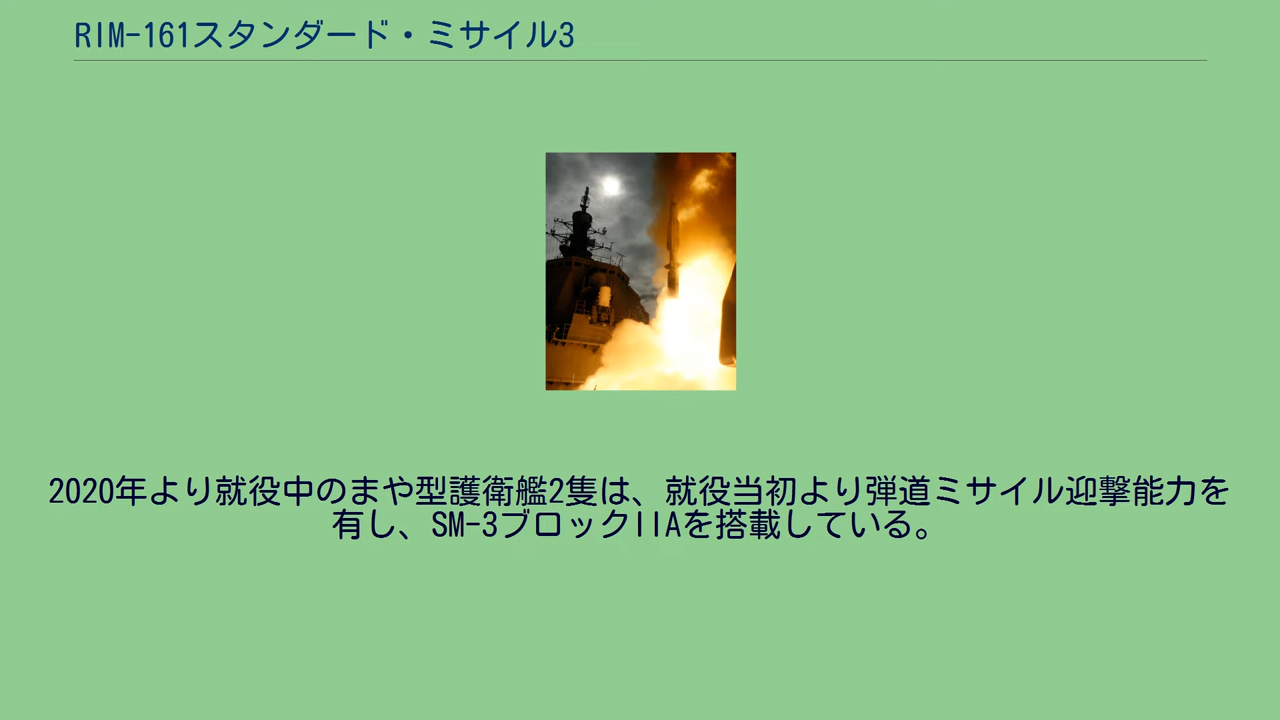 RIM-161スタンダード・ミサイル3
2020年より就役中のまや型護衛艦2隻は、就役当初より弾道ミサイル迎撃能力を
有し、SM-3ブロックIIAを搭載している。